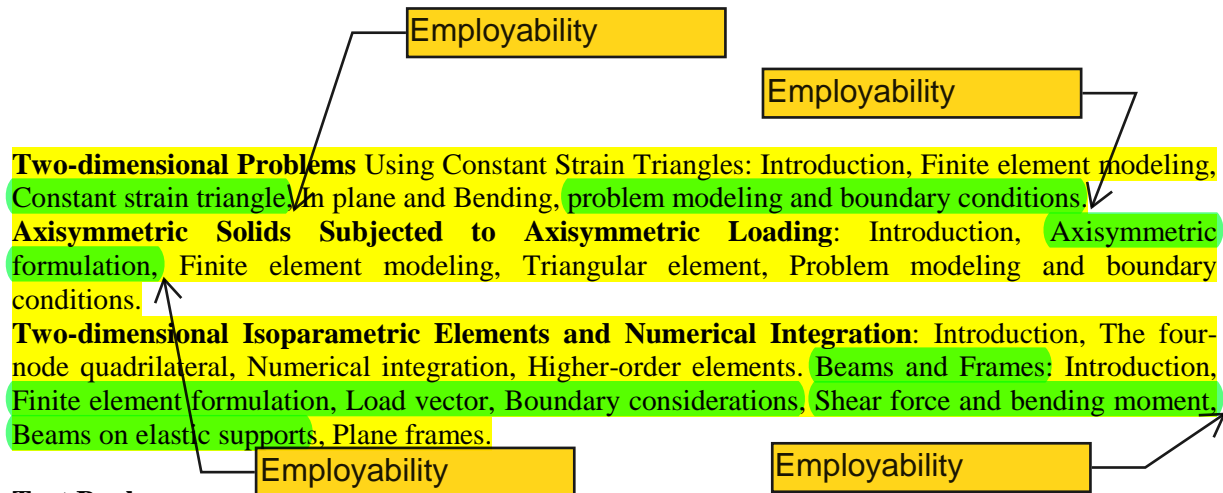 Employability
Employability
Two-dimensional Problems Using Constant Strain Triangles: Introduction, Finite element modeling,
Constant strain triangle, In plane and Bending, problem modeling and boundary conditions.
Axisymmetric Solids Subjected to Axisymmetric Loading: Introduction, Axisymmetric
formulation, Finite element modeling, Triangular element, Problem modeling and boundary
conditions.
Two-dimensional Isoparametric Elements and Numerical Integration: Introduction, The four-
node quadrilateral, Numerical integration, Higher-order elements. Beams and Frames: Introduction,
Finite element formulation, Load vector, Boundary considerations, Shear force and bending moment,
Beams on elastic supports, Plane frames.
Employability
Employability